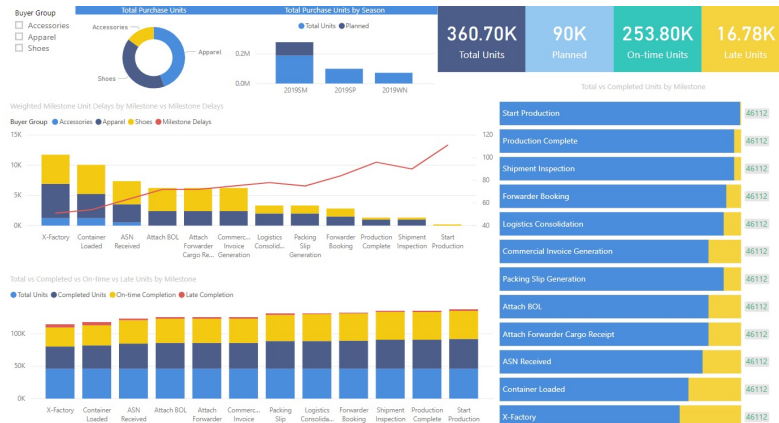 Buyer Group
Accessories
Apparel
Shoes
Total Purchase Units
Accessories
Apparel
Shoes
Total Purchase Units by Season
Total Units Planned
0.2M
0.0M
2019SM 2019SP 2019WN
360.70K
Total Units
90K
Planned
253.80K
On-time Units
16.78K
Late Units
Weighted Milestone Unit Delays by Milestone vs Milestone Delays
Buyer Group Accessories Apparel Shoes Milestone Delays
15K
10K
5K
0K
120
100
80
60
40
X-Factory
Container Loaded
ASN Received
Attach BOL
Attach Forwarder Cargo Re...
Commerc... Invoice Generation
Logistics Consolid...
Packing Slip Generation
Forwarder Booking
Production Complete
Shipment Inspection
Start Production
Total vs Completed vs On-time vs Late Units by Milestone
Total Units Completed Units On-time Completion Late Completion
100K
50K
0K
X-Factory
Container Loaded
ASN Received
Attach BOL
Attach Forwarder
Commerc... Invoice
Packing Slip
Logistics Consolida...
Forwarder Booking
Shipment Inspection
Production Complete
Start Production
Total vs Completed Units by Milestone
Start Production 46112
Production Complete 46112
Shipment Inspection 46112
Forwarder Booking 46112
Logistics Consolidation 46112
Commercial Invoice Generation 46112
Packing Slip Generation 46112
Attach BOL 46112
Attach Forwarder Cargo Receipt 46112
ASN Received 46112
Container Loaded 46112
X-Factory 46112